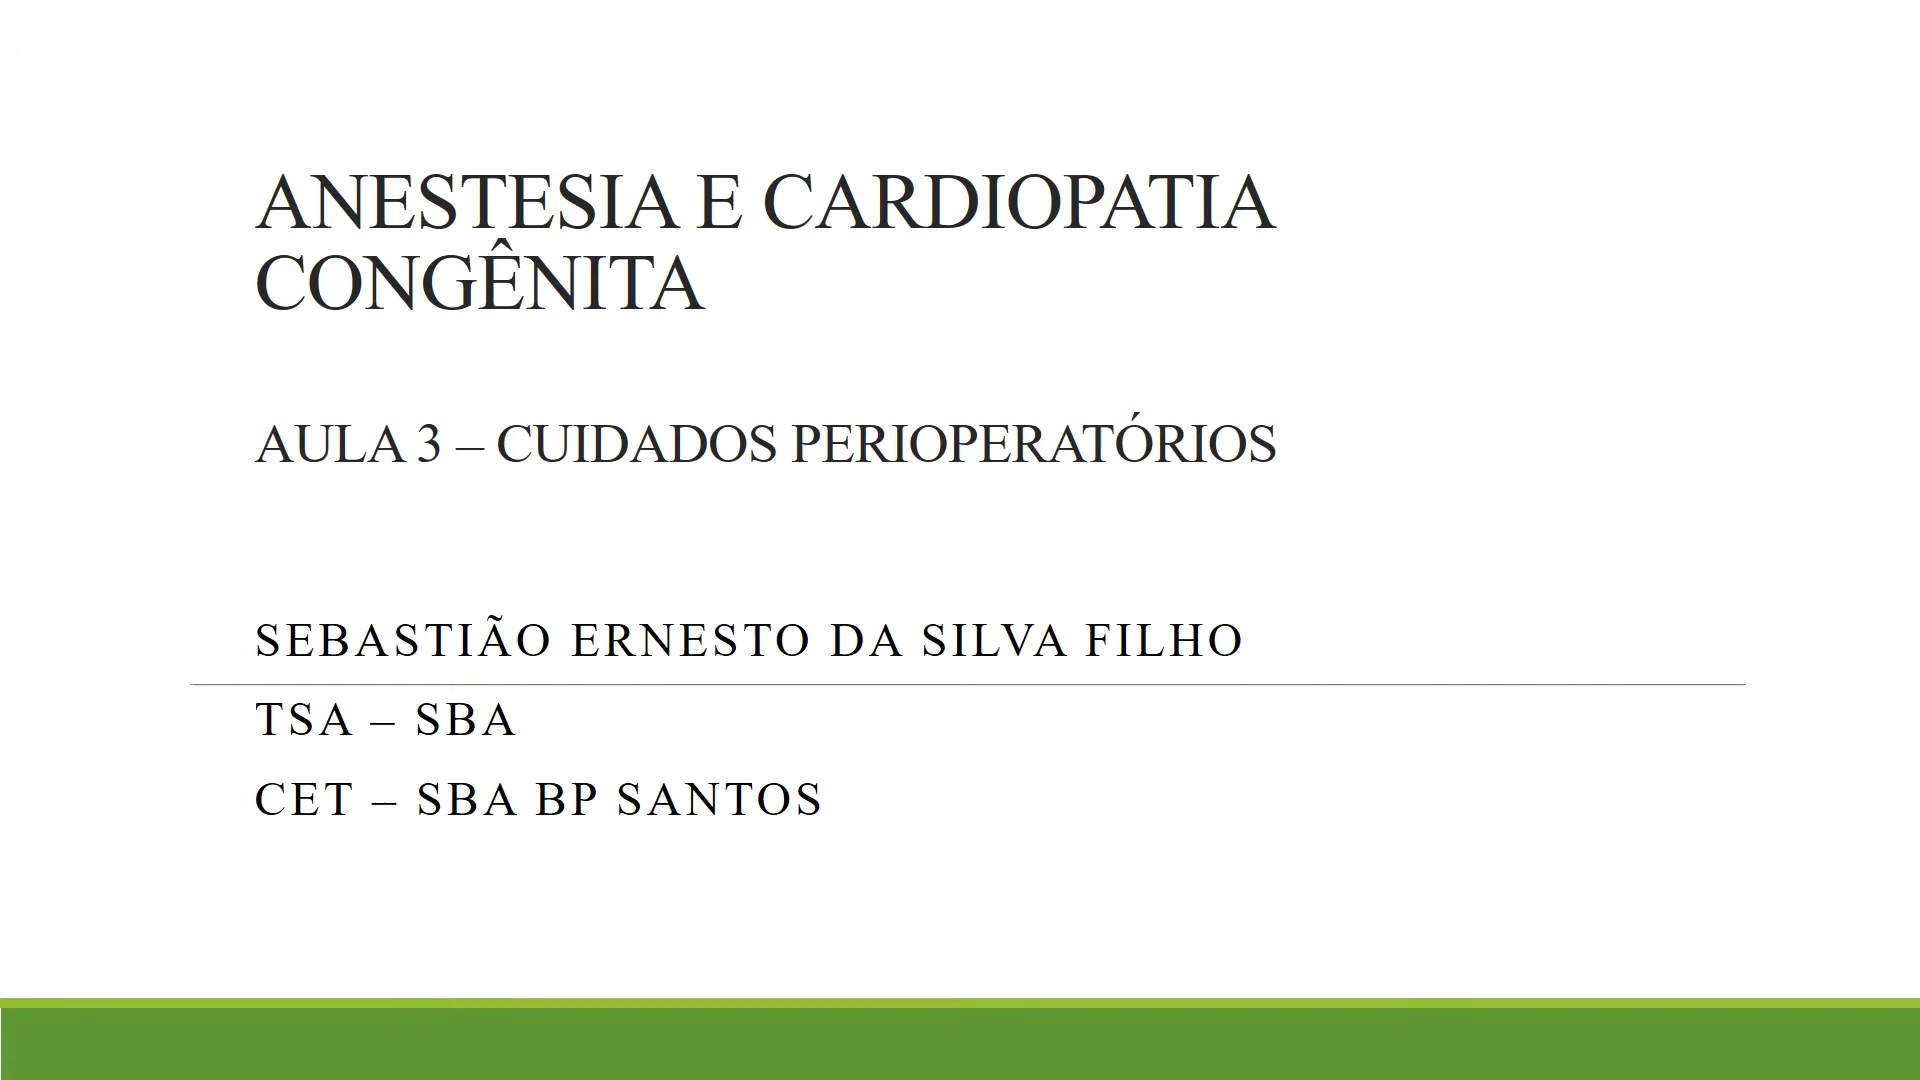 ANESTESIA E CARDIOPATIA
CONGÊNITA
AULA 3 – CUIDADOS PERIOPERATÓRIOS
SEBASTIÃO ERNESTO DA SILVA FILHO
TSA – SBA
CET – SBA BP SANTOS